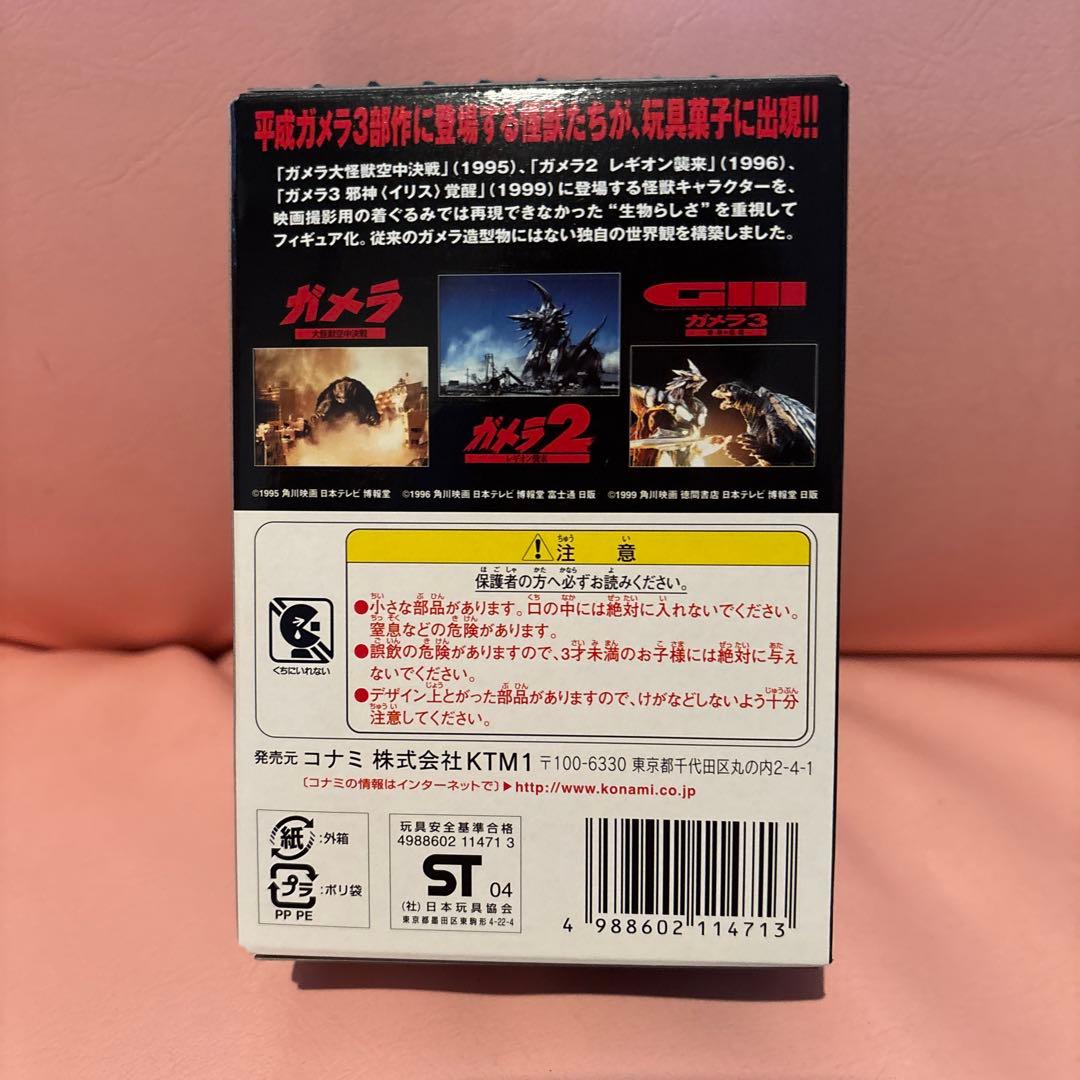 平成ガメラ3部作に登場する怪獣たちが、玩具菓子に出現!!
「ガメラ大怪獣空中決戦」(1995)、「ガメラ2 レギオン襲来」(1996)、
「ガメラ3 邪神〈イリス〉覚醒」(1999)に登場する怪獣キャラクターを、
映画撮影用の着ぐるみでは再現できなかった“生物らしさ”を重視して
フィギュア化。従来のガメラ造型物にはない独自の世界観を構築しました。
ガメラ
大怪獣空中決戦
ガメラ2
レギオン襲来
GIII
ガメラ3
©1995 角川映画 日本テレビ 博報堂
©1996 角川映画 日本テレビ 博報堂 富士通 日販
©1999 角川映画 徳間書店 日本テレビ 博報堂 日販
注意
保護者の方へ必ずお読みください。
●小さな部品があります。口の中には絶対に入れないでください。
窒息などの危険があります。
●誤飲の危険がありますので、3才未満のお子様には絶対に与え
ないでください。
●デザイン上とがった部品がありますので、けがなどしないよう十分
注意してください。
くちにいれない
発売元 コナミ 株式会社KTM1 〒100-6330 東京都千代田区丸の内2-4-1
〔コナミの情報はインターネットで〕▶http://www.konami.co.jp
紙:外箱
プラ:ポリ袋
PP PE
玩具安全基準合格
4988602 11471 3
ST 04
(社)日本玩具協会
東京都墨田区東駒形4-22-4
4 988602 114713